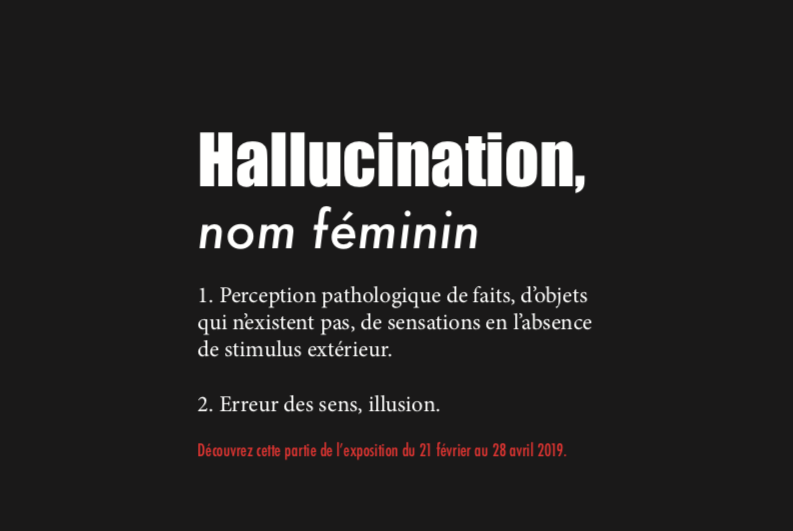 Hallucination,
nom féminin
1. Perception pathologique de faits, d’objets
qui n’existent pas, de sensations en l’absence
de stimulus extérieur.
2. Erreur des sens, illusion.
Découvrez cette partie de l’exposition du 21 février au 28 avril 2019.